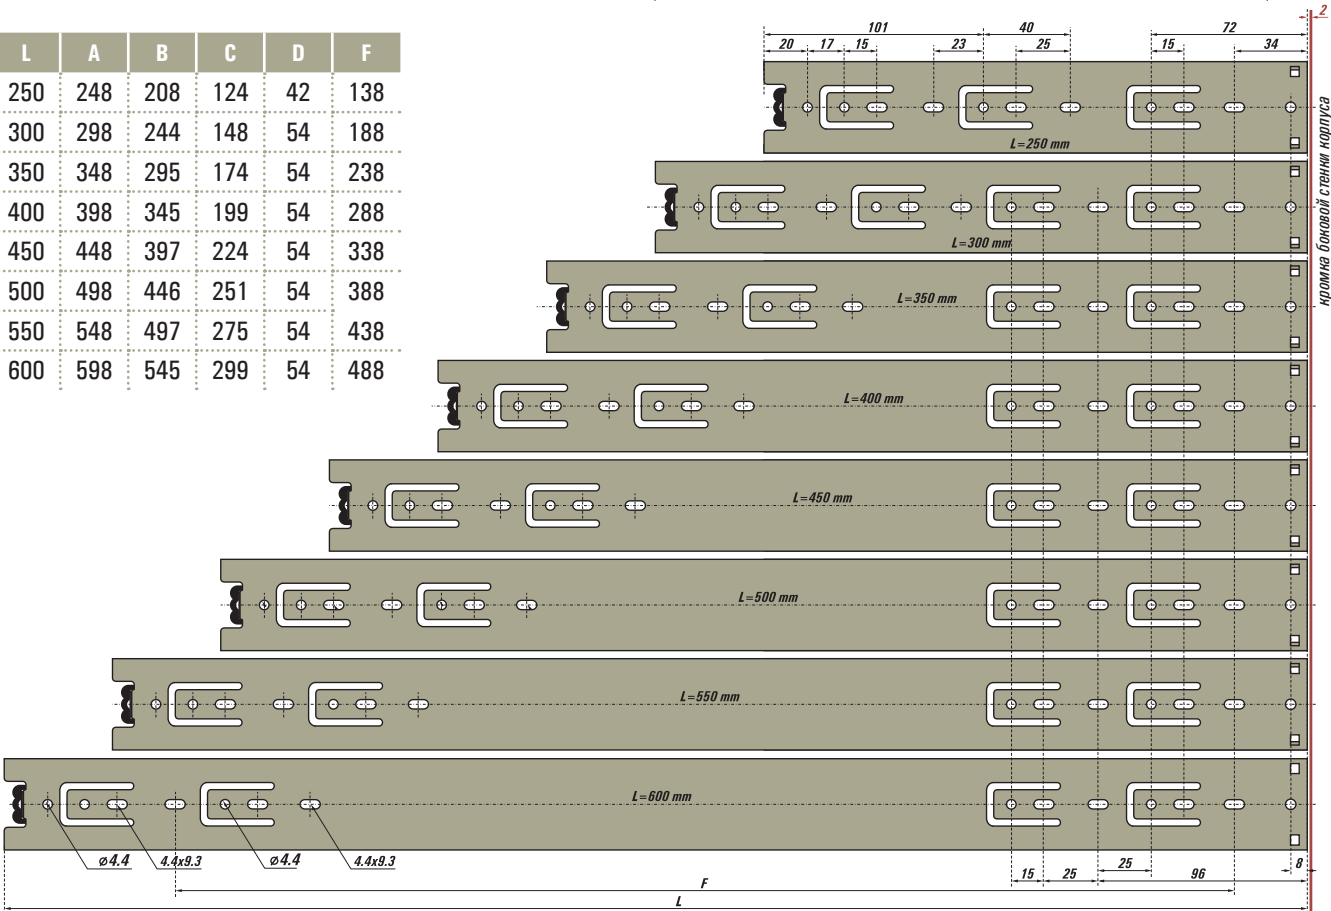 L A B C D F
250 248 208 124 42 138
300 298 244 148 54 188
350 348 295 174 54 238
400 398 345 199 54 288
450 448 397 224 54 338
500 498 446 251 54 388
550 548 497 275 54 438
600 598 545 299 54 488
2
101 40 72
20 17 15 23 25 15 34
кромка боковой стенки корпуса
L=250 mm
L=300 mm
L=350 mm
L=400 mm
L=450 mm
L=500 mm
L=550 mm
L=600 mm
ø4.4 4.4x9.3 ø4.4 4.4x9.3
25 8
15 25 96
F
L